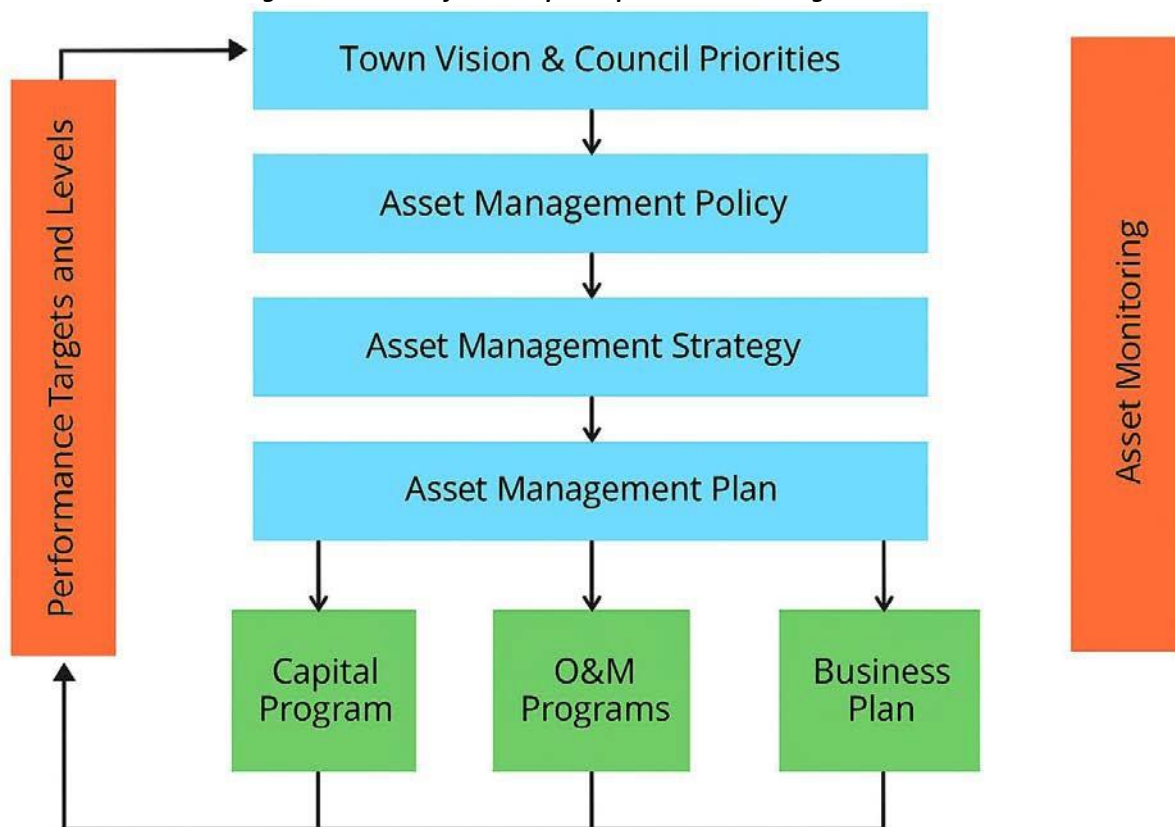 Town Vision & Council Priorities
Asset Management Policy
Asset Management Strategy
Asset Management Plan
Capital
Program
O&M
Programs
Business
Plan
Performance Targets and Levels
Asset Monitoring